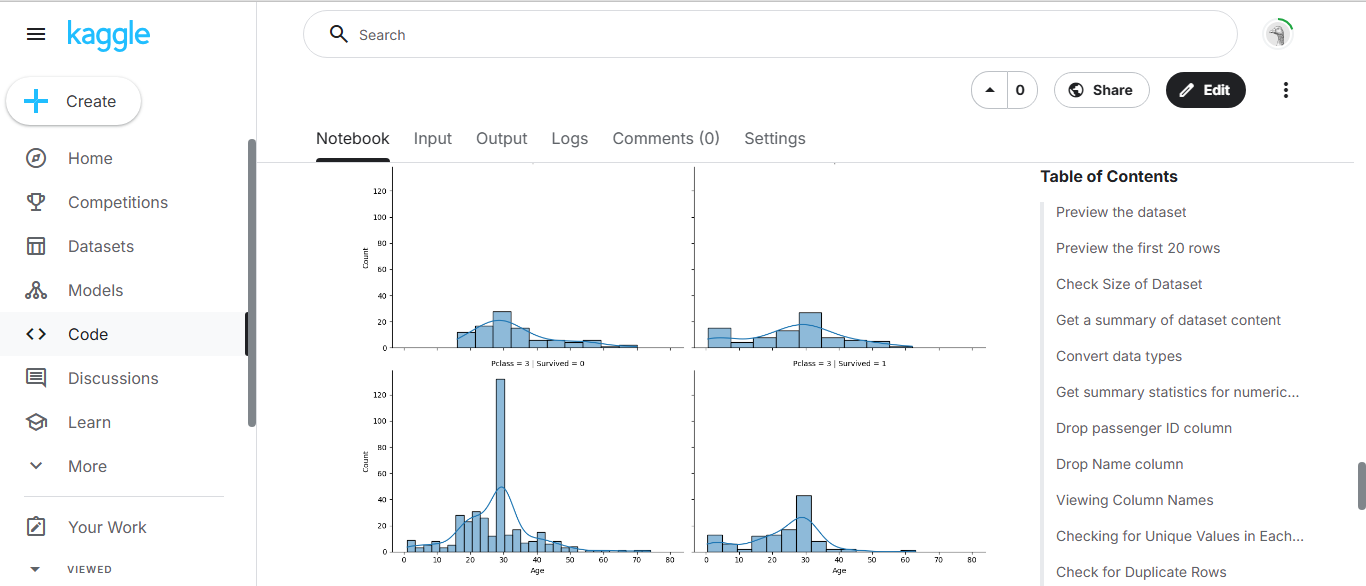 kaggle
Search
Create
0
Share
Edit
Notebook Input Output Logs Comments (0) Settings
Home
Competitions
Datasets
Models
Code
Discussions
Learn
More
Your Work
VIEWED
120
100
80
60
40
20
0
Count
Pclass = 3 | Survived = 0
Pclass = 3 | Survived = 1
120
100
80
60
40
20
0
Count
0 10 20 30 40 50 60 70 80
Age
0 10 20 30 40 50 60 70 80
Age
Table of Contents
Preview the dataset
Preview the first 20 rows
Check Size of Dataset
Get a summary of dataset content
Convert data types
Get summary statistics for numeric...
Drop passenger ID column
Drop Name column
Viewing Column Names
Checking for Unique Values in Each...
Check for Duplicate Rows